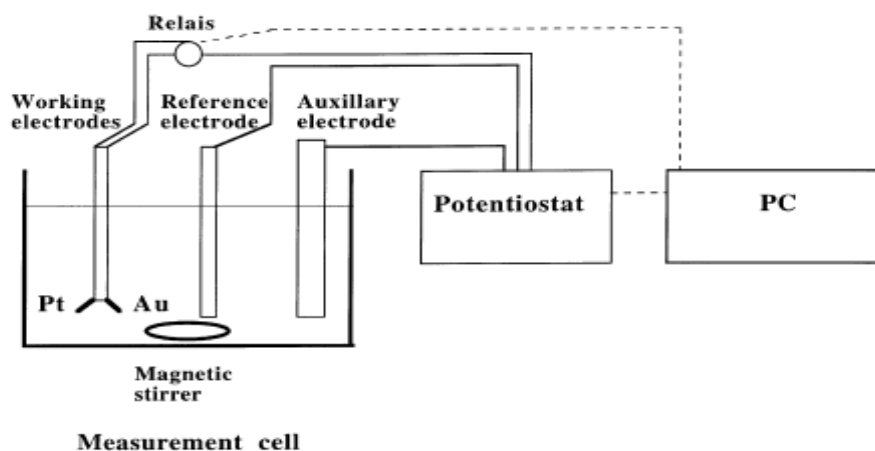 Relais
Working
electrodes
Reference
electrode
Auxillary
electrode
Potentiostat
PC
Pt
Au
Magnetic
stirrer
Measurement cell